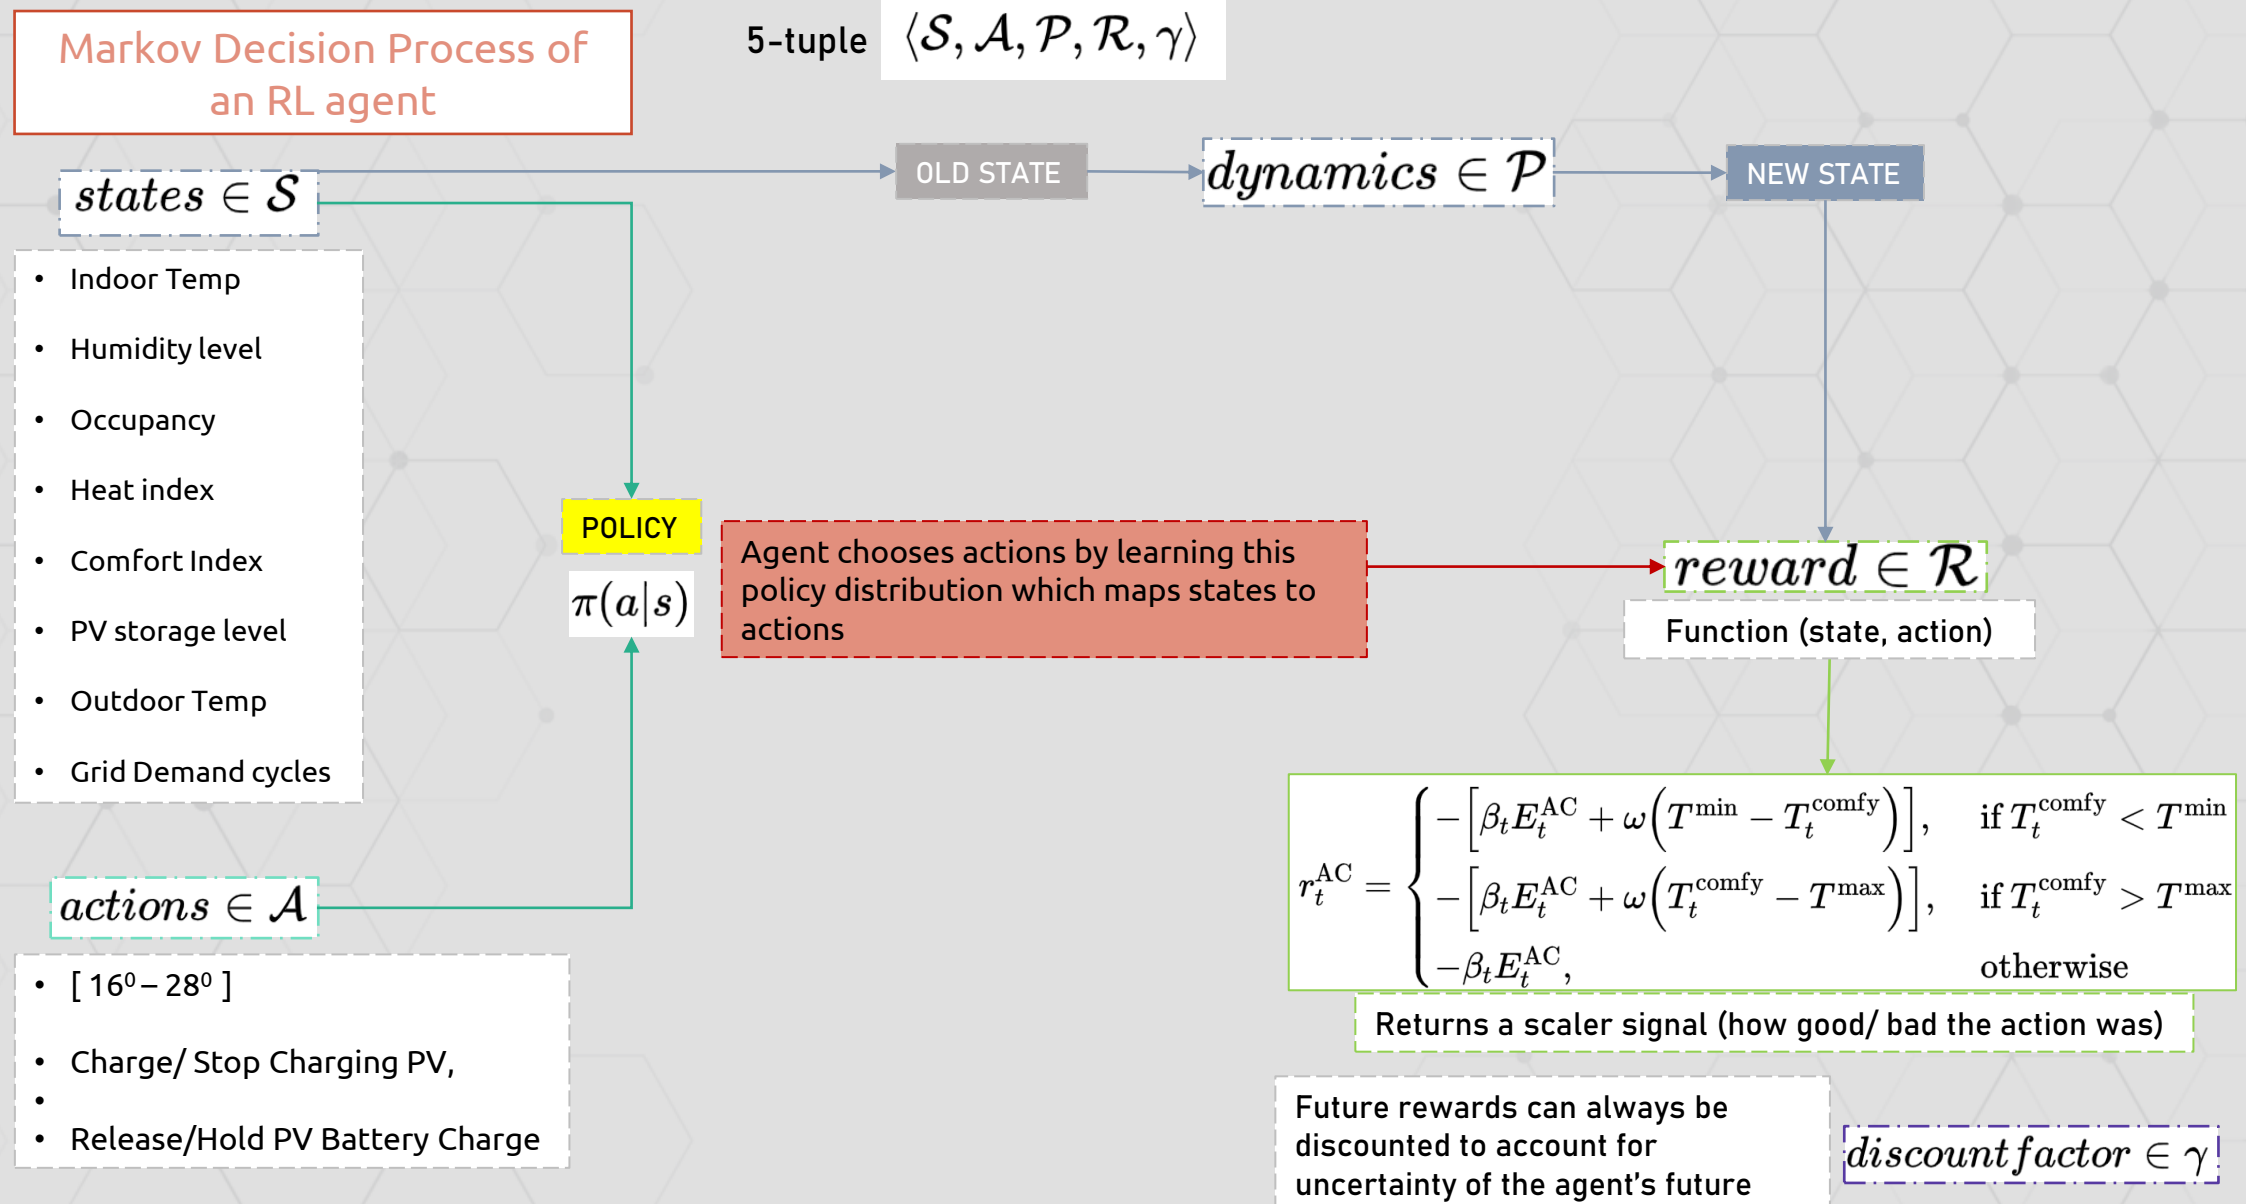 Markov Decision Process of
an RL agent
5-tuple ⟨𝒮, 𝒜, 𝒫, ℛ, γ⟩
states ∈ 𝒮
OLD STATE
dynamics ∈ 𝒫
NEW STATE
• Indoor Temp
• Humidity level
• Occupancy
• Heat index
• Comfort Index
• PV storage level
• Outdoor Temp
• Grid Demand cycles
POLICY
π(a|s)
Agent chooses actions by learning this
policy distribution which maps states to
actions
reward ∈ ℛ
Function (state, action)
actions ∈ 𝒜
• [ 16⁰ – 28⁰ ]
• Charge/ Stop Charging PV,
•
• Release/Hold PV Battery Charge
r_t^AC = { −[β_t E_t^AC + ω(T^min − T_t^comfy)], if T_t^comfy < T^min
−[β_t E_t^AC + ω(T_t^comfy − T^max)], if T_t^comfy > T^max
−β_t E_t^AC, otherwise
Returns a scaler signal (how good/ bad the action was)
Future rewards can always be
discounted to account for
uncertainty of the agent's future
discountfactor ∈ γ